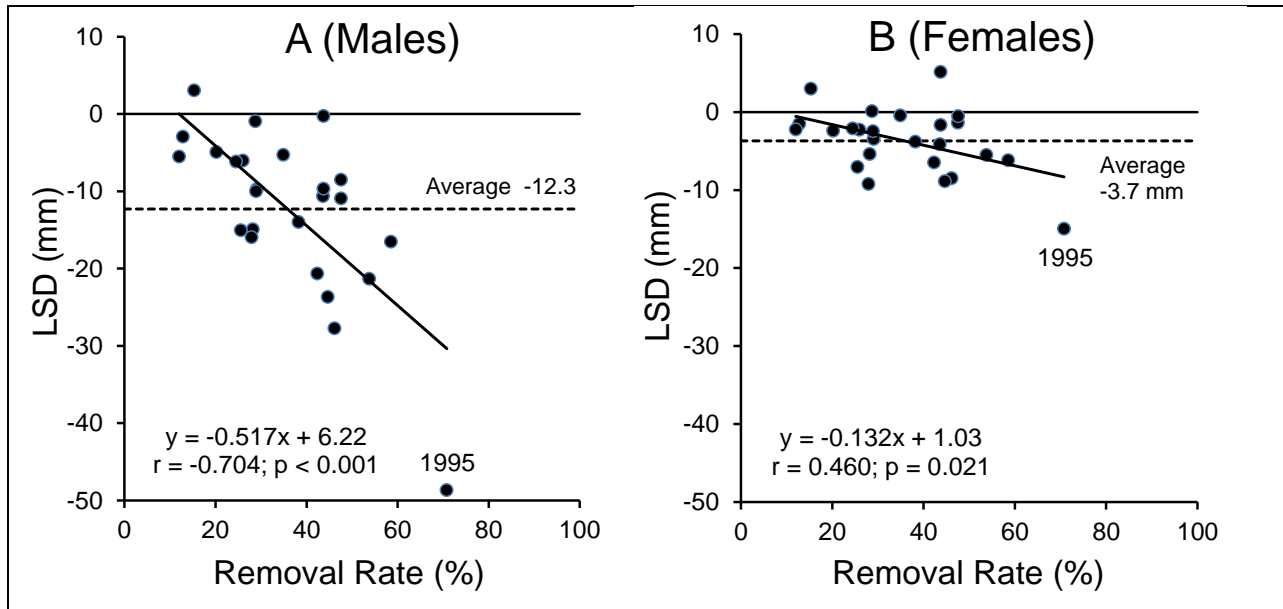 A (Males)
10
0
-10
-20
-30
-40
-50
LSD (mm)
Average -12.3
y = -0.517x + 6.22
r = -0.704; p < 0.001
1995
0 20 40 60 80 100
Removal Rate (%)
B (Females)
10
0
-10
-20
-30
-40
-50
LSD (mm)
Average
-3.7 mm
1995
y = -0.132x + 1.03
r = 0.460; p = 0.021
0 20 40 60 80 100
Removal Rate (%)